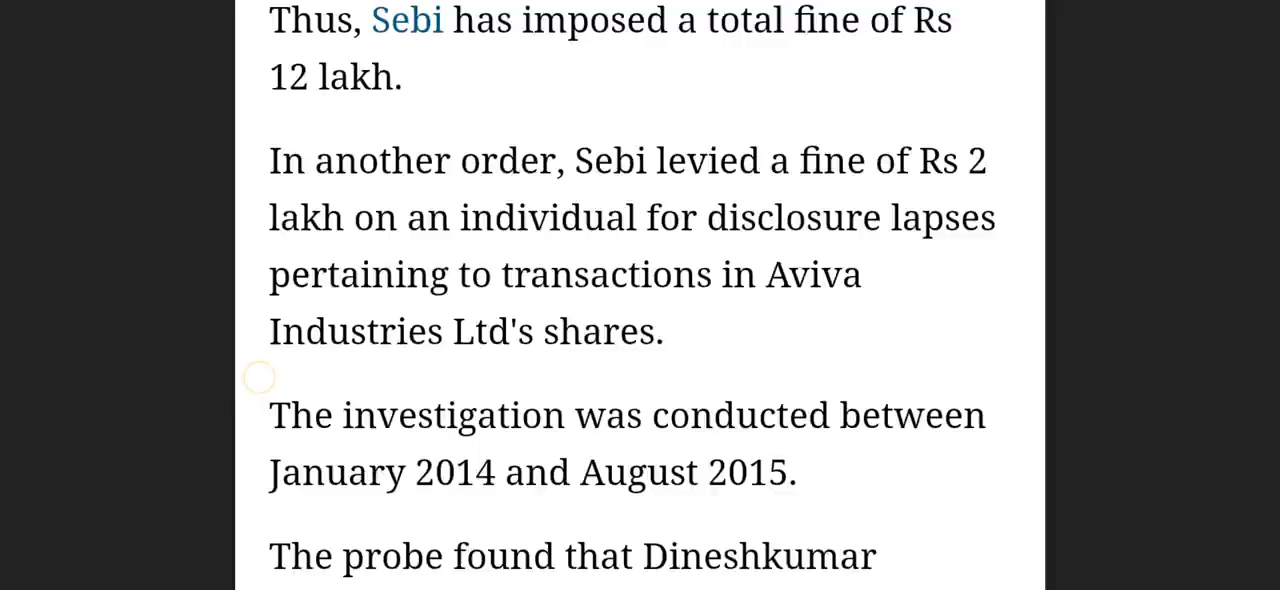 Thus, Sebi has imposed a total fine of Rs
12 lakh.
In another order, Sebi levied a fine of Rs 2
lakh on an individual for disclosure lapses
pertaining to transactions in Aviva
Industries Ltd's shares.
The investigation was conducted between
January 2014 and August 2015.
The probe found that Dineshkumar